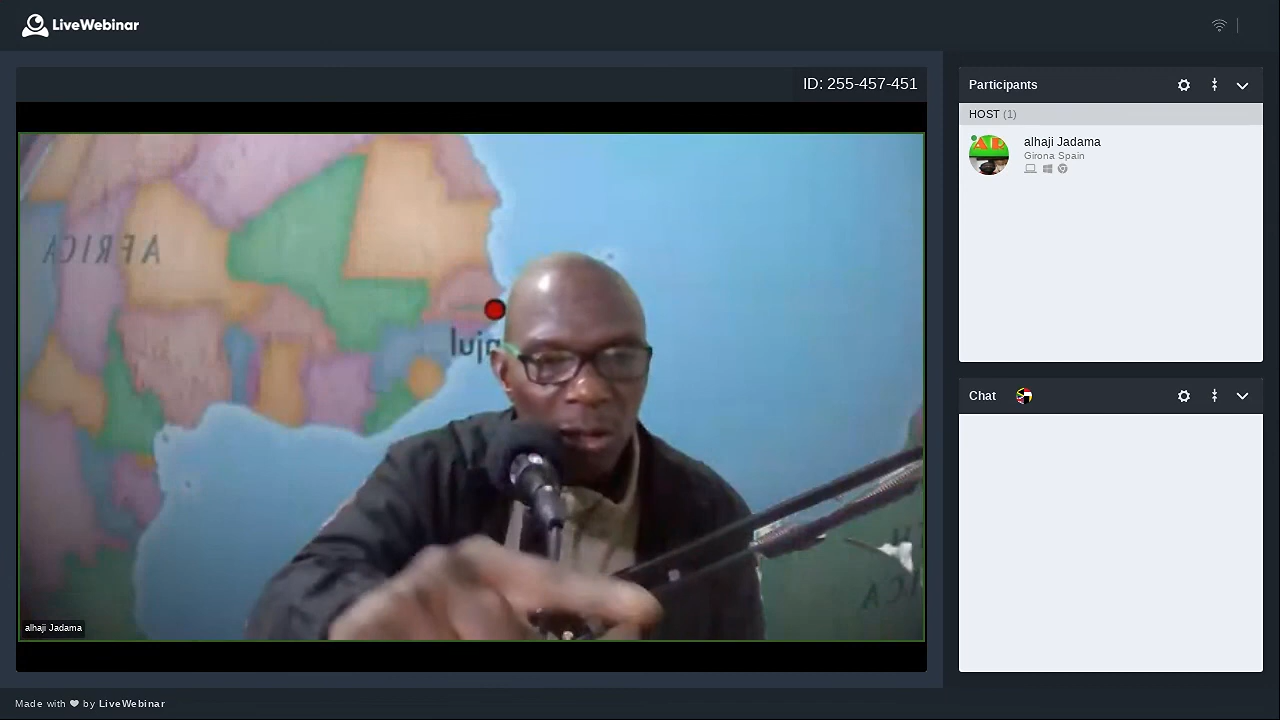 LiveWebinar
ID: 255-457-451
Participants
HOST (1)
alhaji Jadama
Girona Spain
Chat
AFRICA
alhaji Jadama
Made with ♥ by LiveWebinar